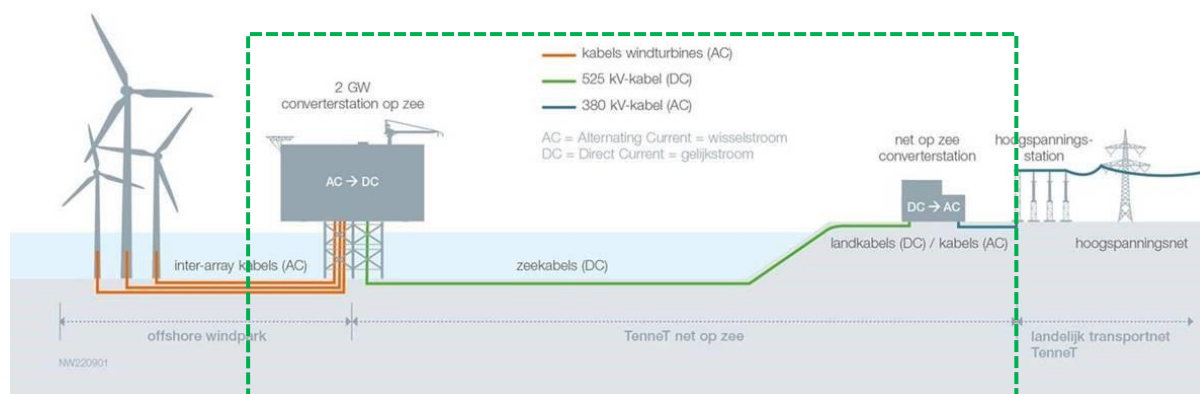 kabels windturbines (AC)
525 kV-kabel (DC)
380 kV-kabel (AC)
AC = Alternating Current = wisselstroom
DC = Direct Current = gelijkstroom
2 GW
converterstation op zee
AC → DC
net op zee
converterstation
hoogspannings-
station
DC → AC
inter-array kabels (AC)
zeekabels (DC)
landkabels (DC) / kabels (AC)
hoogspanningsnet
offshore windpark
TenneT net op zee
landelijk transportnet
TenneT
NW220901